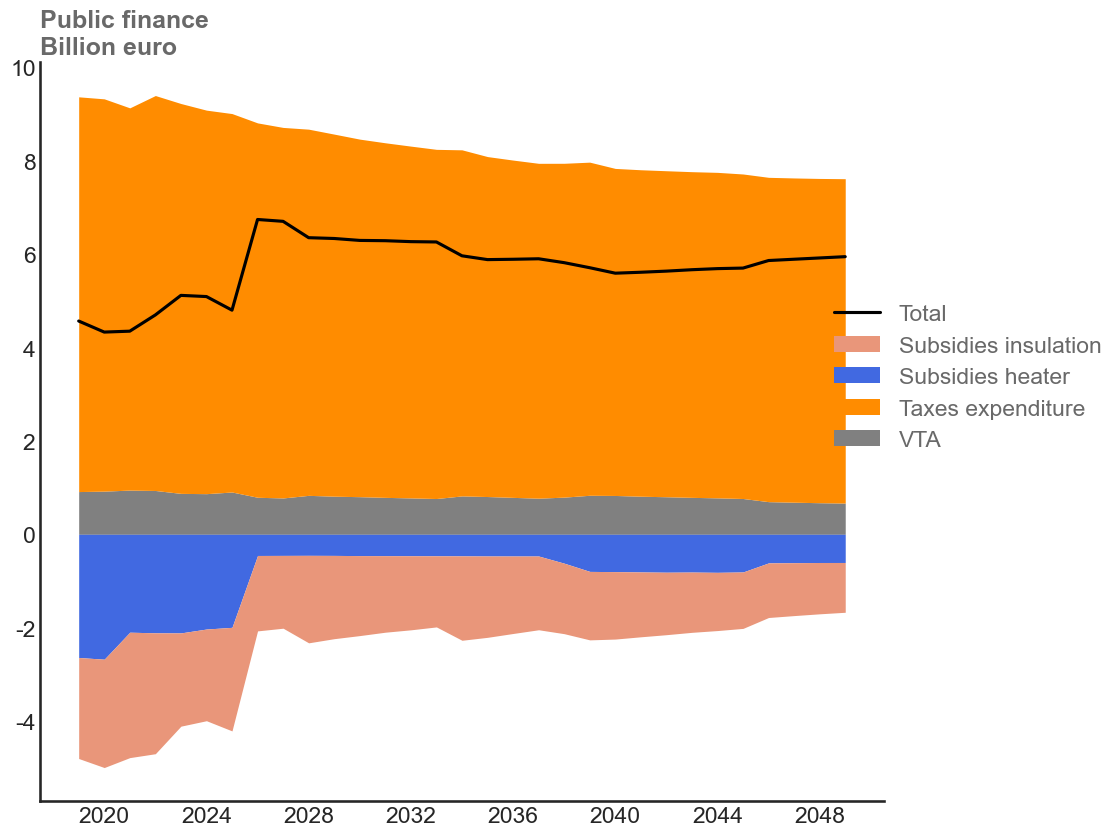 Public finance
Billion euro
10
8
6
4
2
0
-2
-4
2020 2024 2028 2032 2036 2040 2044 2048
Total
Subsidies insulation
Subsidies heater
Taxes expenditure
VTA